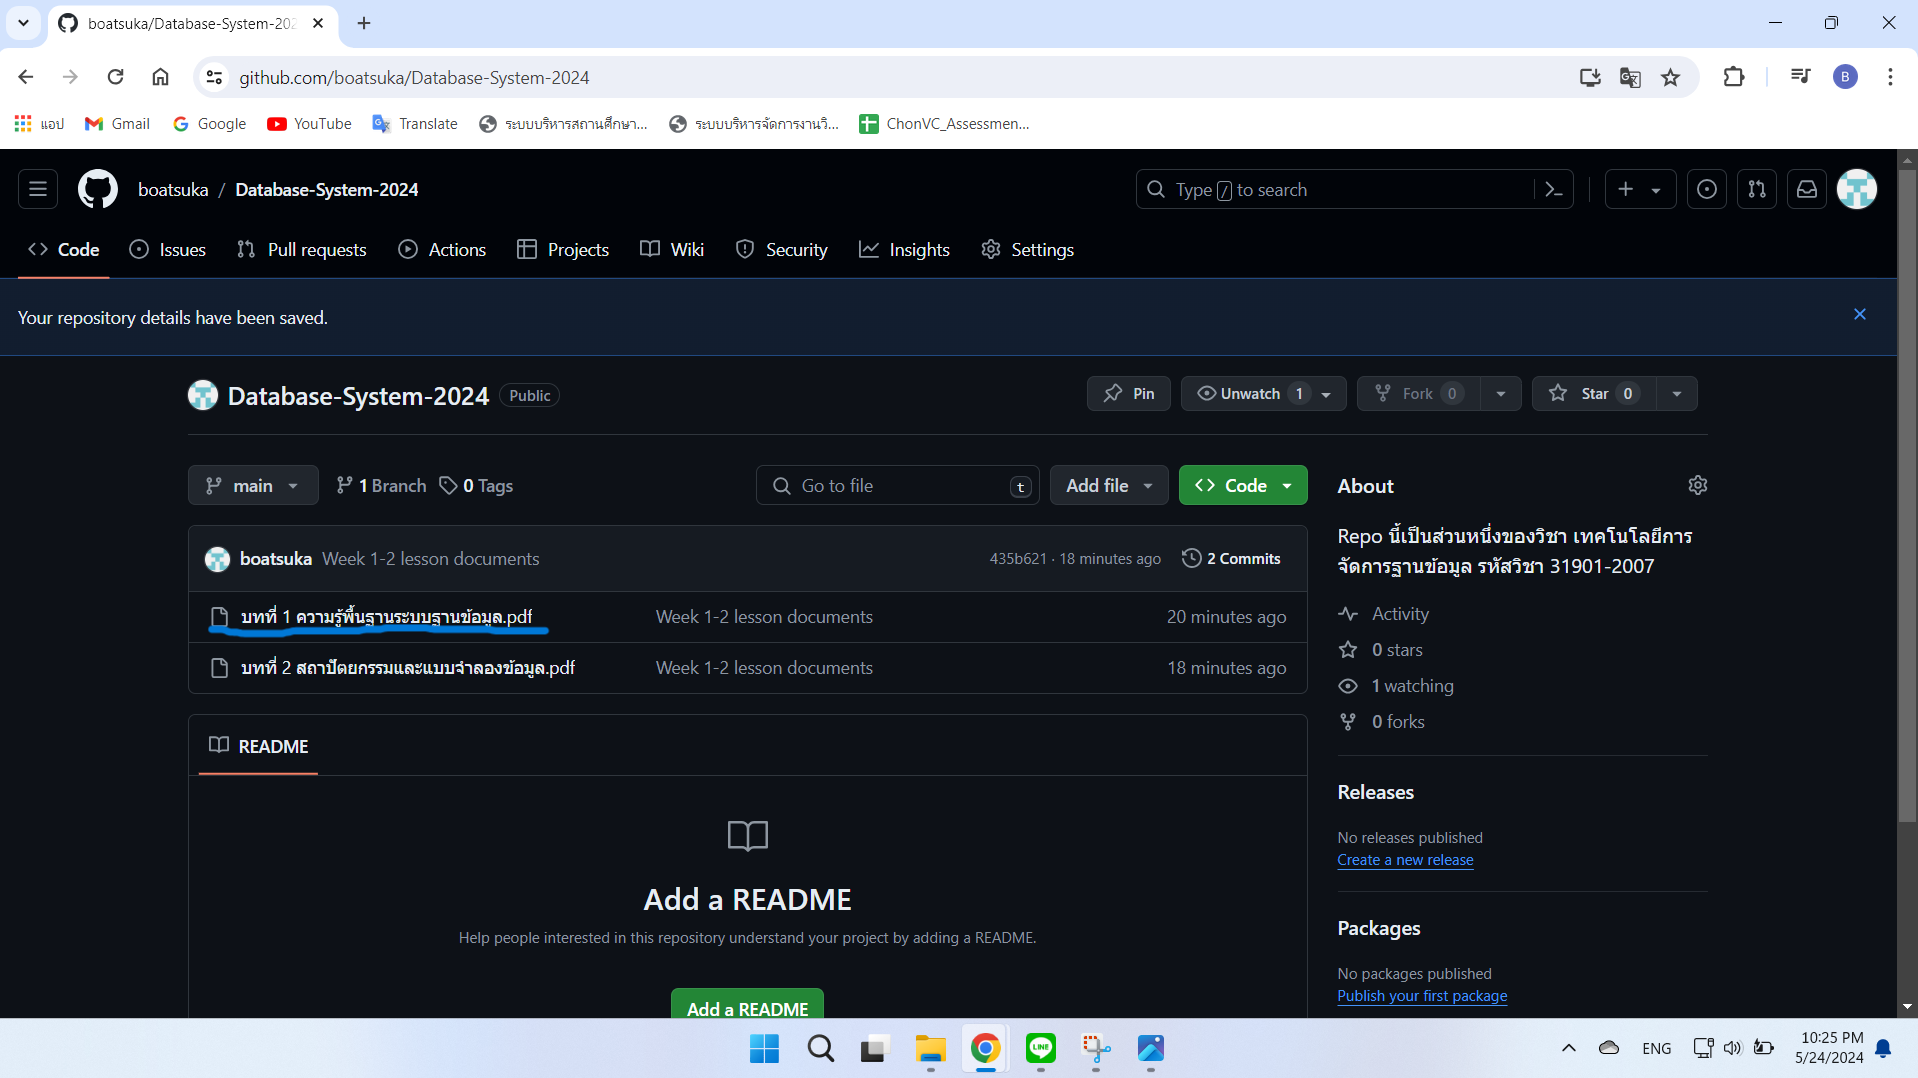 boatsuka/Database-System-202
github.com/boatsuka/Database-System-2024
B
แอป Gmail Google YouTube Translate ระบบบริหารสถานศึกษา... ระบบบริหารจัดการงานวิ... ChonVC_Assessmen...
boatsuka / Database-System-2024
Type / to search
Code Issues Pull requests Actions Projects Wiki Security Insights Settings
Your repository details have been saved.
Database-System-2024 Public
Pin Unwatch 1 Fork 0 Star 0
main 1 Branch 0 Tags Go to file t Add file Code
boatsuka Week 1-2 lesson documents 435b621 · 18 minutes ago 2 Commits
บทที่ 1 ความรู้พื้นฐานระบบฐานข้อมูล.pdf Week 1-2 lesson documents 20 minutes ago
บทที่ 2 สถาปัตยกรรมและแบบจำลองข้อมูล.pdf Week 1-2 lesson documents 18 minutes ago
README
Add a README
Help people interested in this repository understand your project by adding a README.
Add a README
About
Repo นี้เป็นส่วนหนึ่งของวิชา เทคโนโลยีการ
จัดการฐานข้อมูล รหัสวิชา 31901-2007
Activity
0 stars
1 watching
0 forks
Releases
No releases published
Create a new release
Packages
No packages published
Publish your first package
LINE
ENG
10:25 PM
5/24/2024